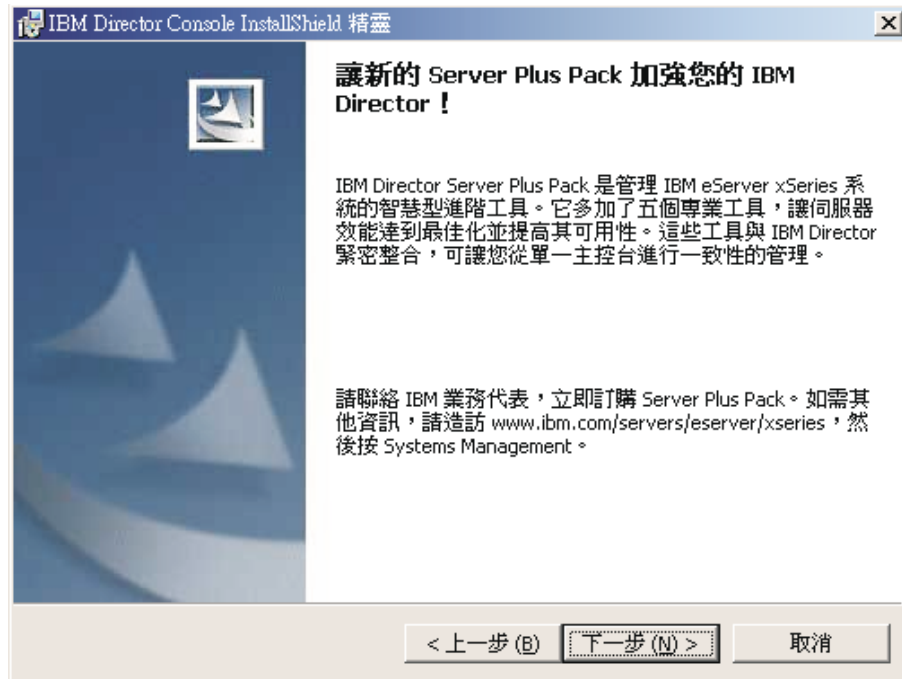 IBM Director Console InstallShield 精靈
讓新的 Server Plus Pack 加強您的 IBM
Director！
IBM Director Server Plus Pack 是管理 IBM eServer xSeries 系
統的智慧型進階工具。它多加了五個專業工具，讓伺服器
效能達到最佳化並提高其可用性。這些工具與 IBM Director
緊密整合，可讓您從單一主控台進行一致性的管理。
請聯絡 IBM 業務代表，立即訂購 Server Plus Pack。如需其
他資訊，請造訪 www.ibm.com/servers/eserver/xseries，然
後按 Systems Management。
< 上一步 (B) 下一步 (N) > 取消